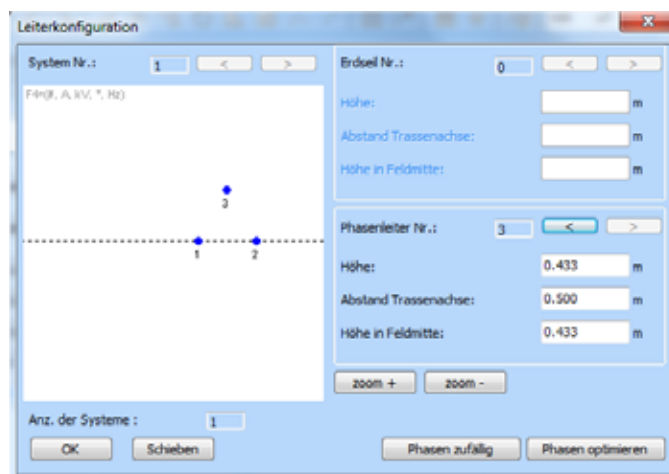 Leiterkonfiguration
System Nr.: 1 < >
F4=(#, A, kV, °, Hz)
3
1 2
Anz. der Systeme : 1
OK Schieben
Erdseil Nr.: 0 < >
Höhe: m
Abstand Trassenachse: m
Höhe in Feldmitte: m
Phasenleiter Nr.: 3 < >
Höhe: 0.433 m
Abstand Trassenachse: 0.500 m
Höhe in Feldmitte: 0.433 m
zoom + zoom -
Phasen zufällig Phasen optimieren